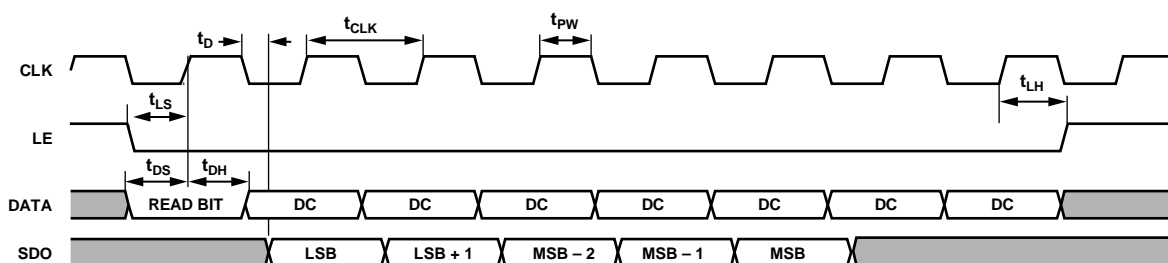 tD
tCLK
tPW
CLK
tLS
tLH
LE
tDS
tDH
DATA
READ BIT
DC
DC
DC
DC
DC
DC
DC
SDO
LSB
LSB + 1
MSB – 2
MSB – 1
MSB